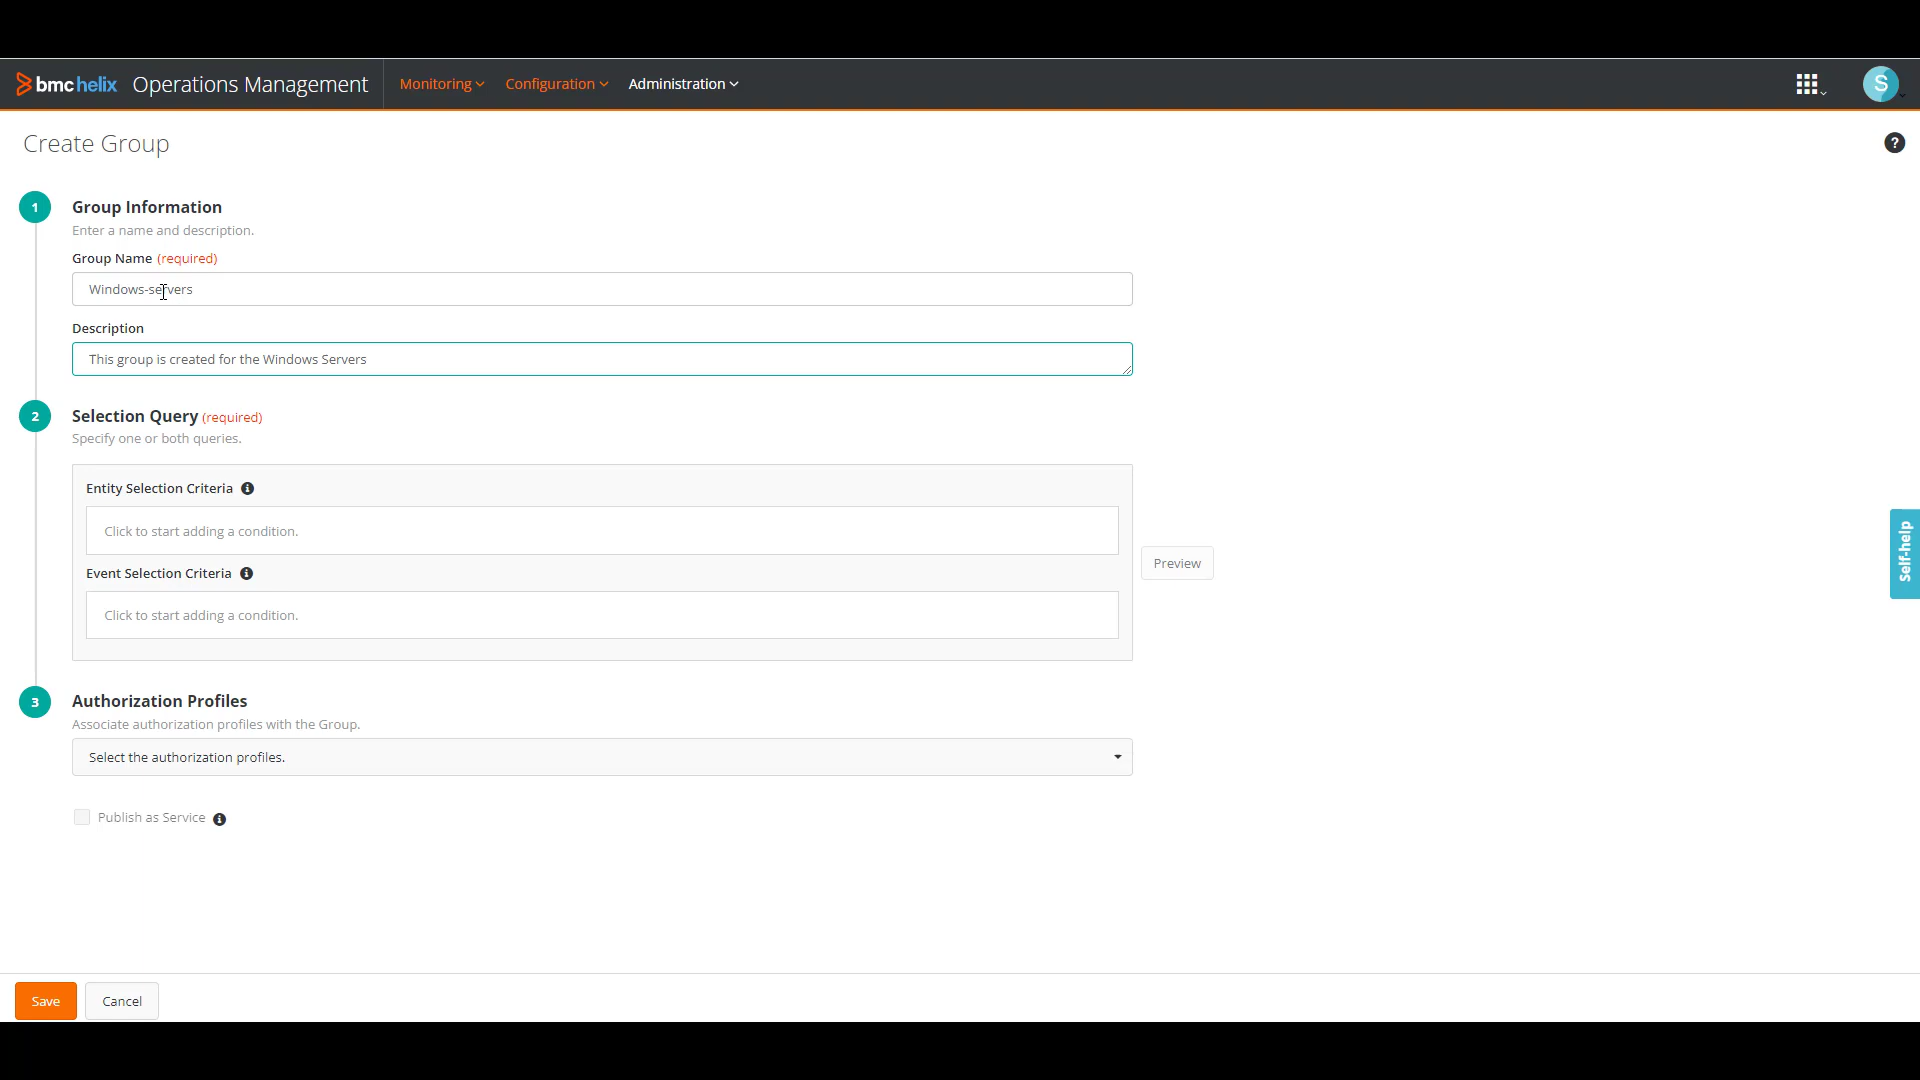 bmc helix Operations Management Monitoring Configuration Administration S
Create Group
?
1 Group Information
Enter a name and description.
Group Name (required)
Windows-servers
Description
This group is created for the Windows Servers
2 Selection Query (required)
Specify one or both queries.
Entity Selection Criteria i
Click to start adding a condition.
Event Selection Criteria i
Click to start adding a condition.
Preview
Self-help
3 Authorization Profiles
Associate authorization profiles with the Group.
Select the authorization profiles.
Publish as Service i
Save Cancel